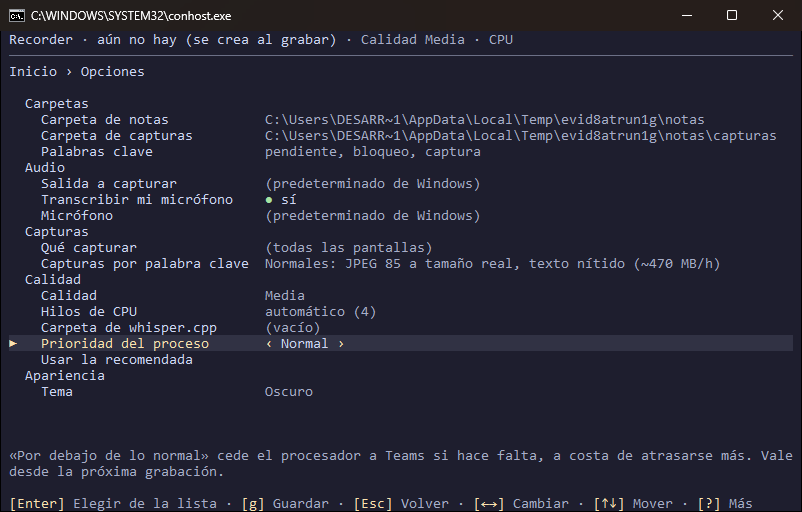 C:\WINDOWS\SYSTEM32\conhost.exe
Recorder · aún no hay (se crea al grabar) · Calidad Media · CPU
Inicio › Opciones
Carpetas
Carpeta de notas C:\Users\DESARR~1\AppData\Local\Temp\evid8atrun1g\notas
Carpeta de capturas C:\Users\DESARR~1\AppData\Local\Temp\evid8atrun1g\notas\capturas
Palabras clave pendiente, bloqueo, captura
Audio
Salida a capturar (predeterminado de Windows)
Transcribir mi micrófono ● sí
Micrófono (predeterminado de Windows)
Capturas
Qué capturar (todas las pantallas)
Capturas por palabra clave Normales: JPEG 85 a tamaño real, texto nítido (~470 MB/h)
Calidad
Calidad Media
Hilos de CPU automático (4)
Carpeta de whisper.cpp (vacío)
► Prioridad del proceso ‹ Normal ›
Usar la recomendada
Apariencia
Tema Oscuro
«Por debajo de lo normal» cede el procesador a Teams si hace falta, a costa de atrasarse más. Vale
desde la próxima grabación.
[Enter] Elegir de la lista · [g] Guardar · [Esc] Volver · [↔] Cambiar · [↑↓] Mover · [?] Más